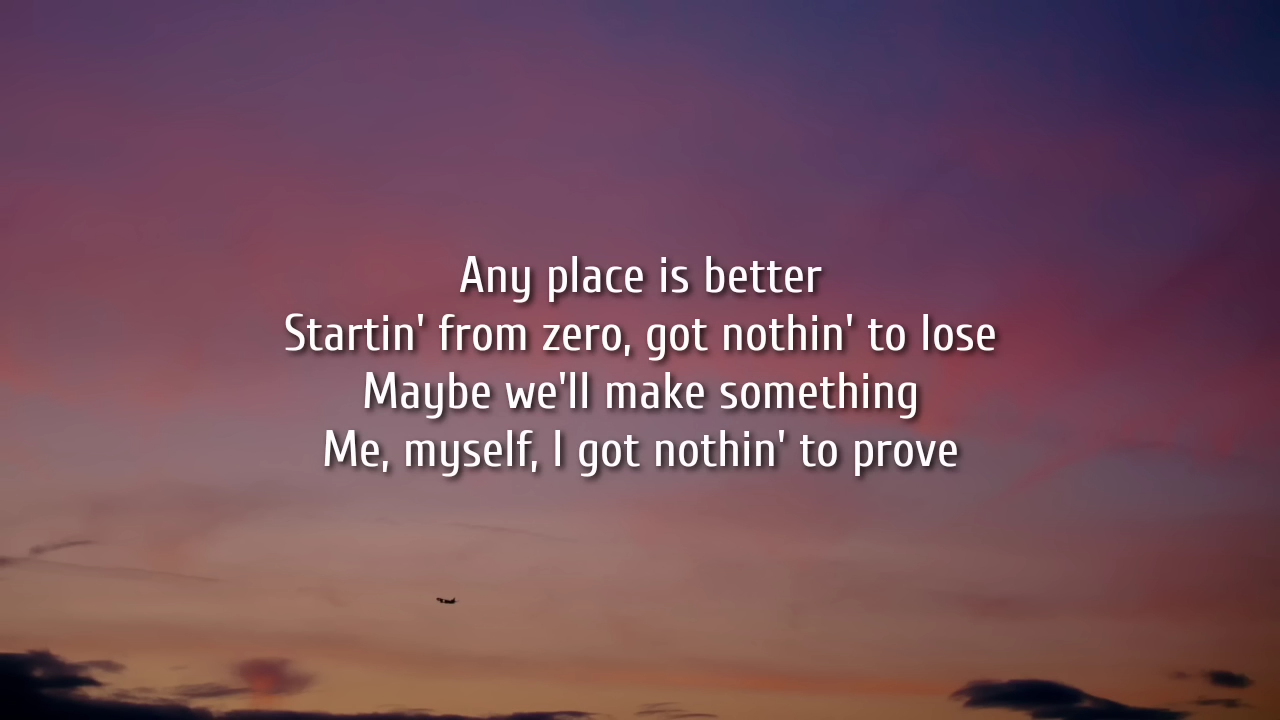 Any place is better
Startin' from zero, got nothin' to lose
Maybe we'll make something
Me, myself, I got nothin' to prove